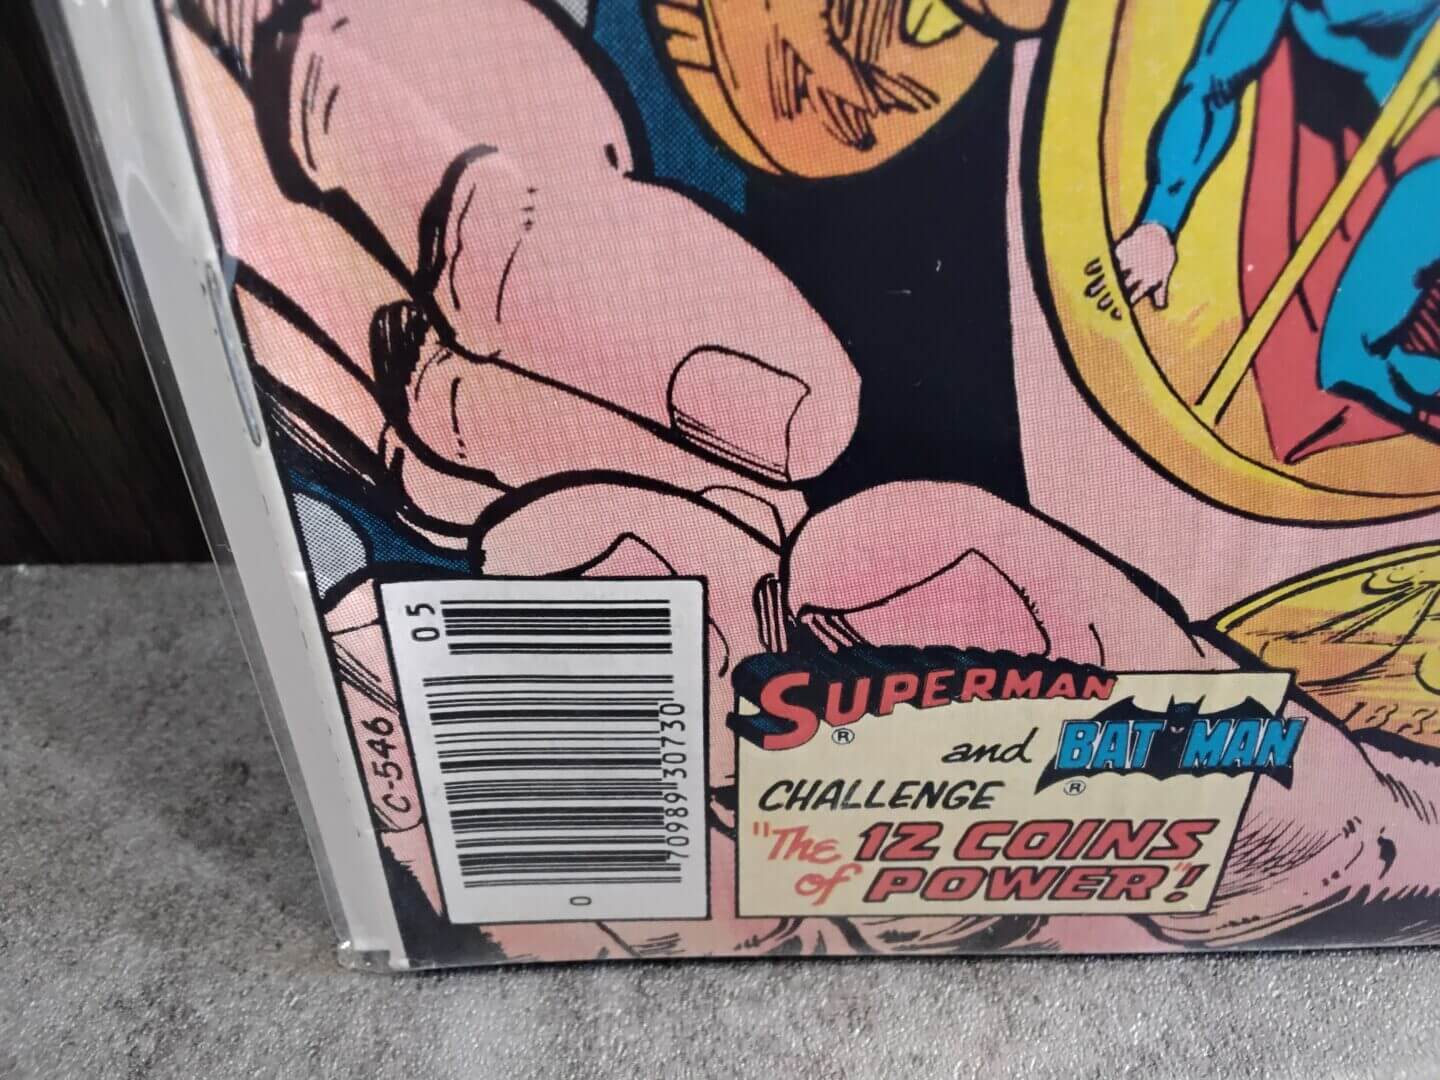 05
C-546
70989 30730
0
SUPERMAN
®
and BATMAN
®
CHALLENGE
"The 12 COINS
of POWER"!